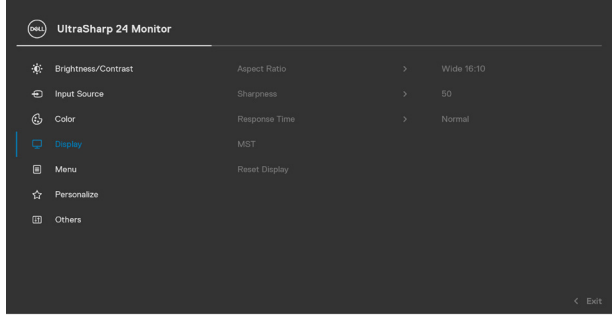 DELL UltraSharp 24 Monitor
Brightness/Contrast
Input Source
Color
Display
Menu
Personalize
Others
Aspect Ratio > Wide 16:10
Sharpness > 50
Response Time > Normal
MST
Reset Display
< Exit